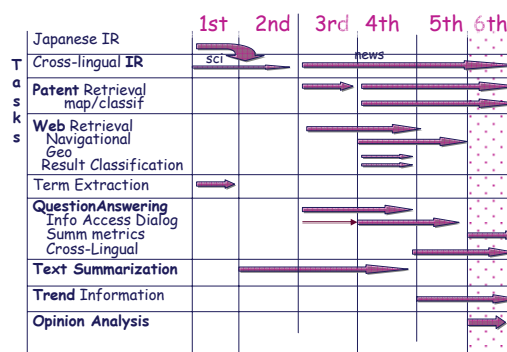 1st 2nd 3rd 4th 5th 6th
Tasks
Japanese IR
Cross-lingual IR
sci
news
Patent Retrieval
map/classif
Web Retrieval
Navigational
Geo
Result Classification
Term Extraction
QuestionAnswering
Info Access Dialog
Summ metrics
Cross-Lingual
Text Summarization
Trend Information
Opinion Analysis